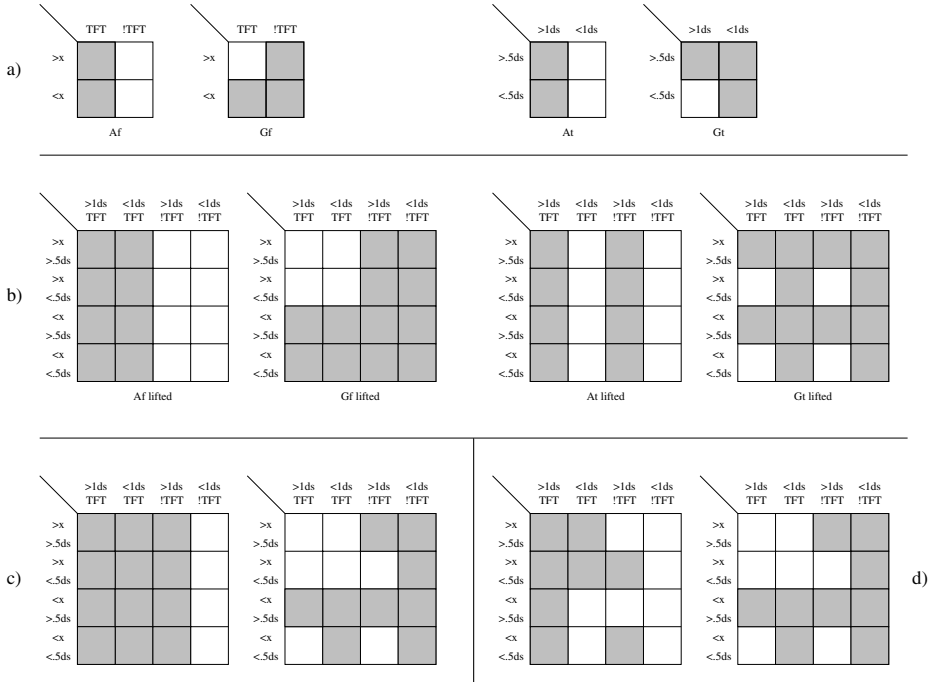 TFT !TFT TFT !TFT >1ds <1ds >1ds <1ds
>x >x >.5ds >.5ds
a)
<x <x <.5ds <.5ds
Af Gf At Gt
>1ds <1ds >1ds <1ds >1ds <1ds >1ds <1ds >1ds <1ds >1ds <1ds >1ds <1ds >1ds <1ds
TFT TFT !TFT !TFT TFT TFT !TFT !TFT TFT TFT !TFT !TFT TFT TFT !TFT !TFT
>x >x >x >x
>.5ds >.5ds >.5ds >.5ds
>x >x >x >x
b)
<.5ds <.5ds <.5ds <.5ds
<x <x <x <x
>.5ds >.5ds >.5ds >.5ds
<x <x <x <x
<.5ds <.5ds <.5ds <.5ds
Af lifted Gf lifted At lifted Gt lifted
>1ds <1ds >1ds <1ds >1ds <1ds >1ds <1ds >1ds <1ds >1ds <1ds >1ds <1ds >1ds <1ds
TFT TFT !TFT !TFT TFT TFT !TFT !TFT TFT TFT !TFT !TFT TFT TFT !TFT !TFT
>x >x >x >x
>.5ds >.5ds >.5ds >.5ds
>x >x >x >x
c) d)
<.5ds <.5ds <.5ds <.5ds
<x <x <x <x
>.5ds >.5ds >.5ds >.5ds
<x <x <x <x
<.5ds <.5ds <.5ds <.5ds